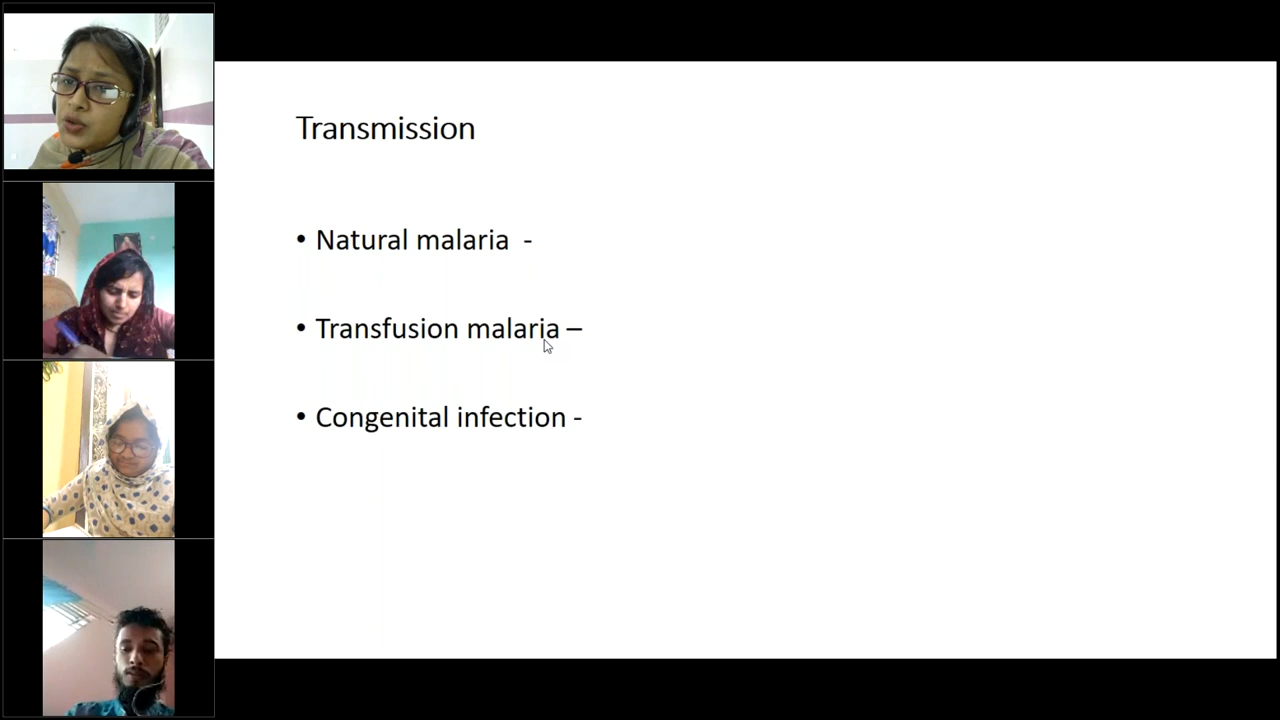 Transmission
• Natural malaria -
• Transfusion malaria –
• Congenital infection -